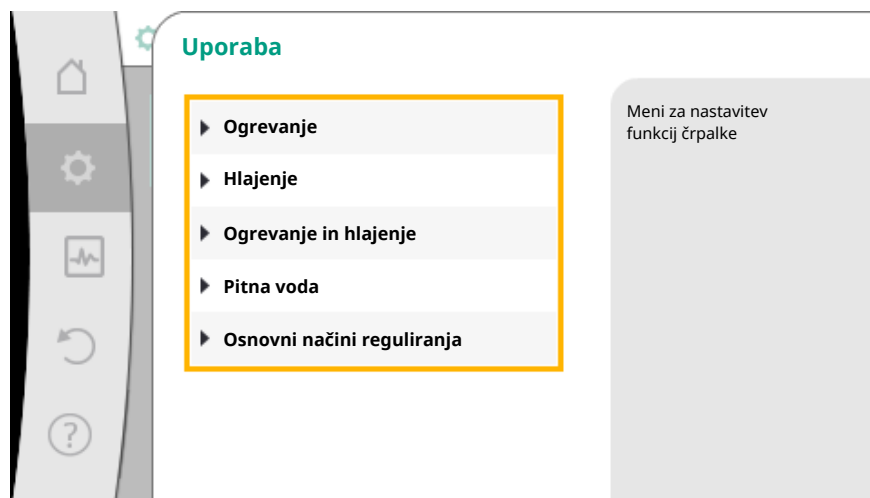 Uporaba
Ogrevanje
Hlajenje
Ogrevanje in hlajenje
Pitna voda
Osnovni načini reguliranja
Meni za nastavitev
funkcij črpalke
?